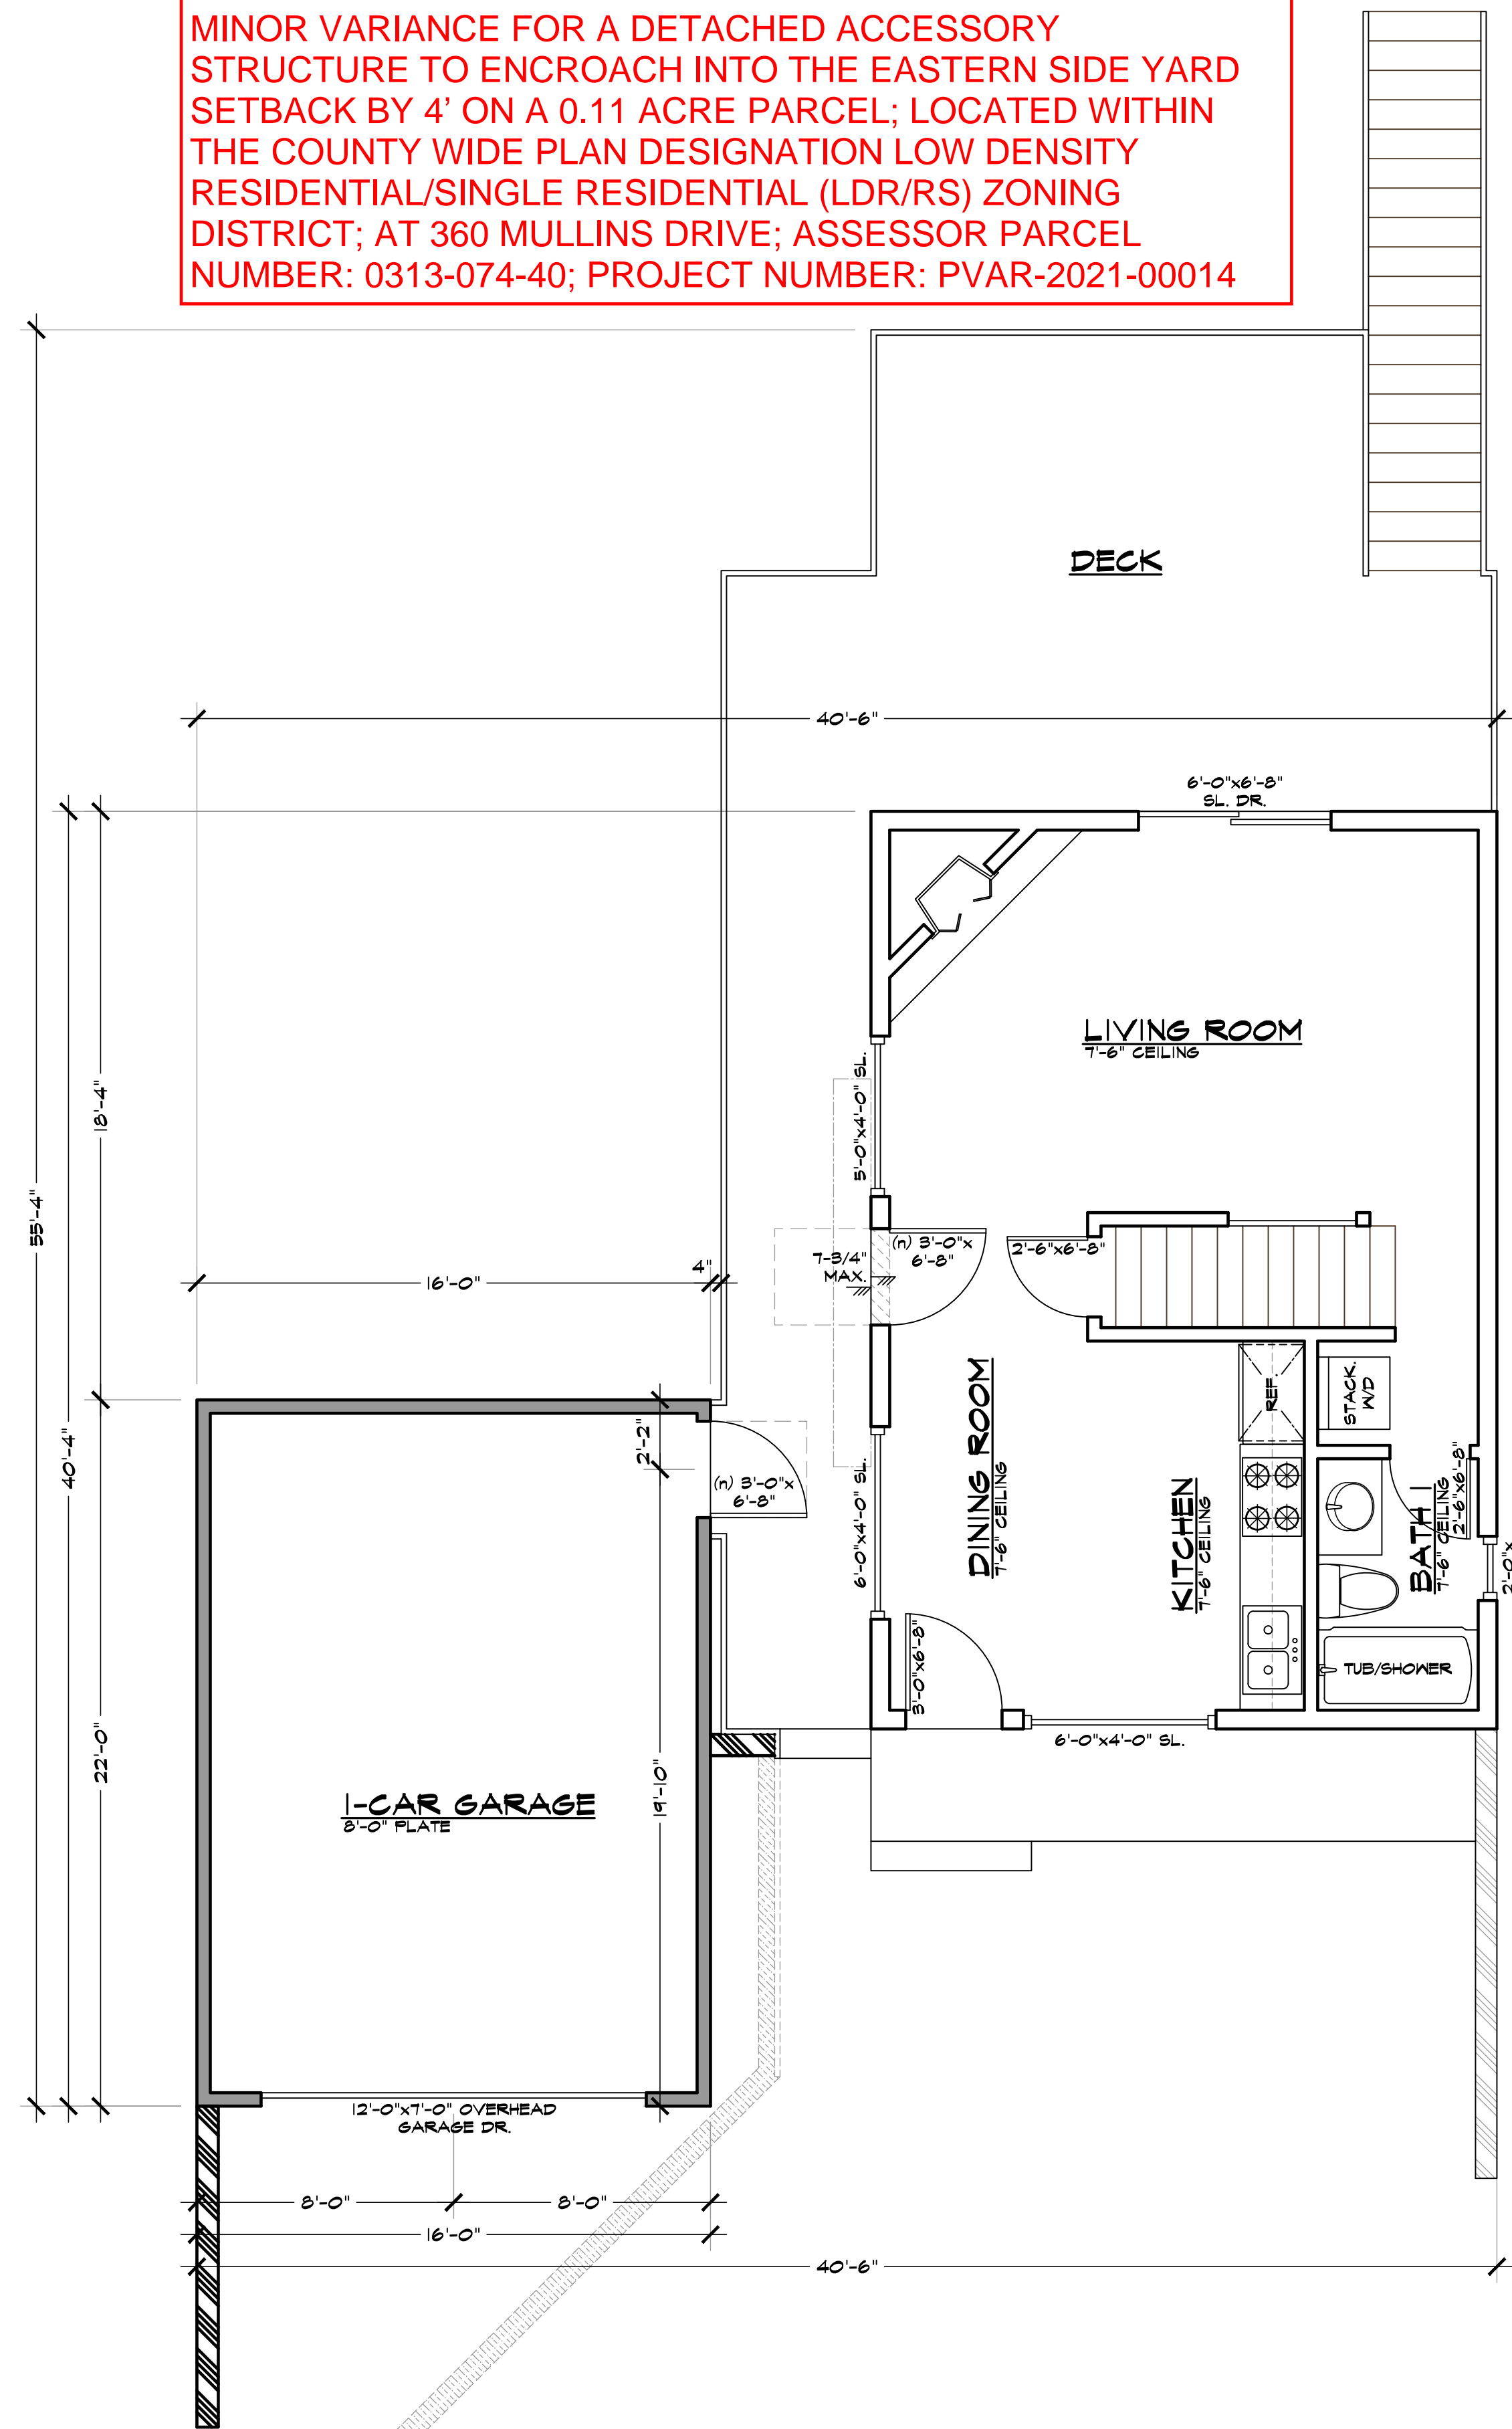 MINOR VARIANCE FOR A DETACHED ACCESSORY
STRUCTURE TO ENCROACH INTO THE EASTERN SIDE YARD
SETBACK BY 4’ ON A 0.11 ACRE PARCEL; LOCATED WITHIN
THE COUNTY WIDE PLAN DESIGNATION LOW DENSITY
RESIDENTIAL/SINGLE RESIDENTIAL (LDR/RS) ZONING
DISTRICT; AT 360 MULLINS DRIVE; ASSESSOR PARCEL
NUMBER: 0313-074-40; PROJECT NUMBER: PVAR-2021-00014
DECK
40'-6"
6'-0"x6'-8"
SL. DR.
LIVING ROOM
7'-6" CEILING
5'-0"x4'-0" SL.
18'-4"
55'-4"
40'-4"
22'-0"
16'-0"
4"
7-3/4"
MAX.
(n) 3'-0"x
6'-8"
2'-6"x6'-8"
DINING ROOM
7'-6" CEILING
KITCHEN
7'-6" CEILING
REF.
STACK.
W/D
BATH 1
7'-6" CEILING
2'-6"x6'-8"
2'-0"x
TUB/SHOWER
2'-2"
(n) 3'-0"x
6'-8"
6'-0"x4'-0" SL.
3'-0"x6'-8"
6'-0"x4'-0" SL.
19'-10"
1-CAR GARAGE
8'-0" PLATE
12'-0"x7'-0" OVERHEAD
GARAGE DR.
8'-0"
8'-0"
16'-0"
40'-6"